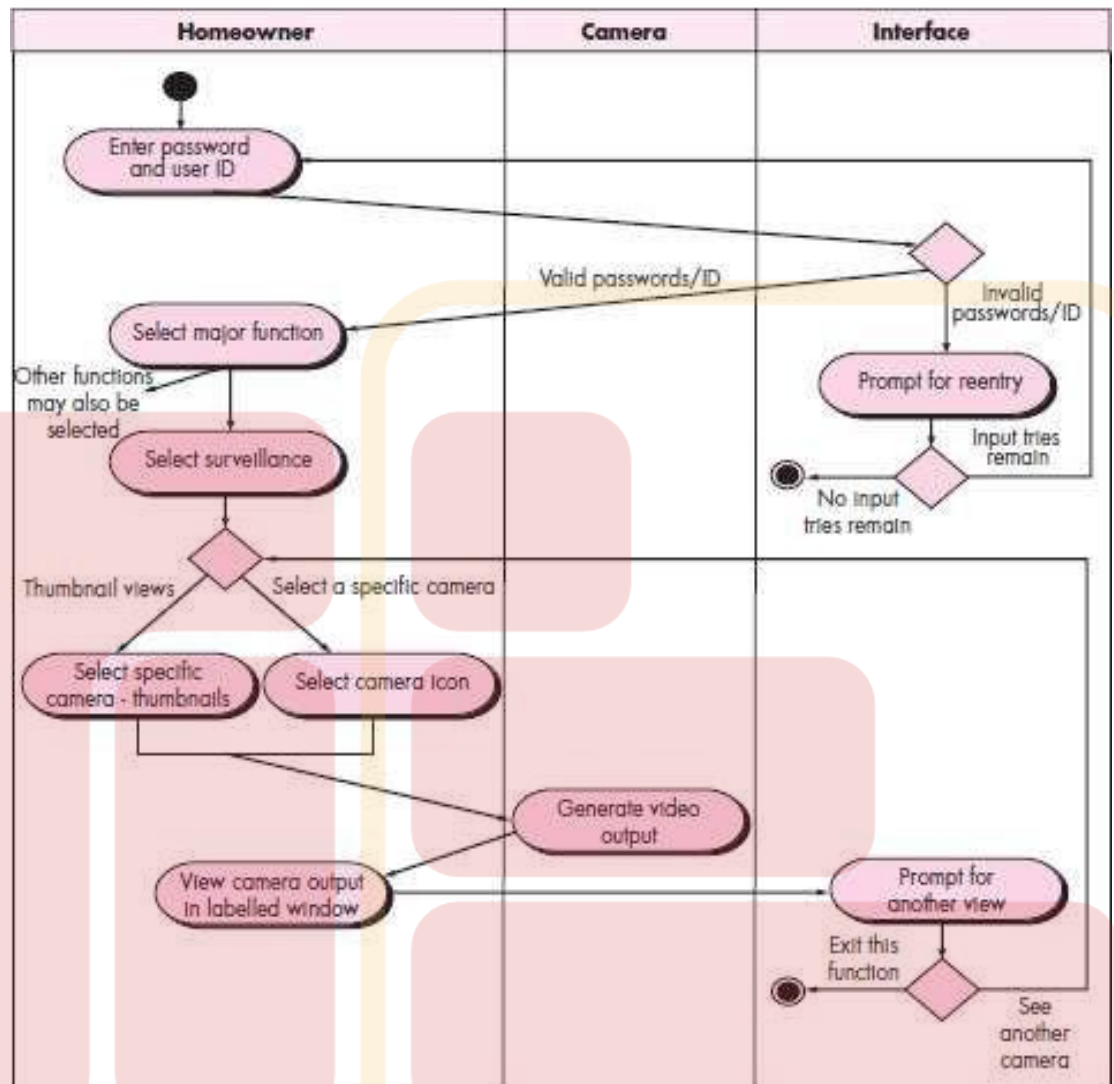 Homeowner
Camera
Interface
Enter password
and user ID
Valid passwords/ID
Invalid
passwords/ID
Select major function
Prompt for reentry
Other functions
may also be
selected
Input tries
remain
Select surveillance
No input
tries remain
Thumbnail views
Select a specific camera
Select specific
camera - thumbnails
Select camera icon
Generate video
output
View camera output
in labelled window
Prompt for
another view
Exit this
function
See
another
camera